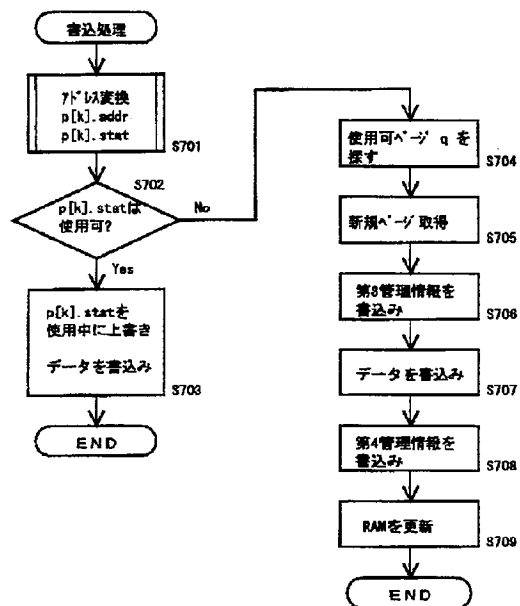 書込処理
アドレス変換
p[k].addr
p[k].stat
S701
S702
p[k].statは
使用可?
No
Yes
p[k].statを
使用中に上書き
データを書込み
S703
END
使用可ページ q を
探す
S704
新規ページ取得
S705
第3管理情報を
書込み
S706
データを書込み
S707
第4管理情報を
書込み
S708
RAMを更新
S709
END